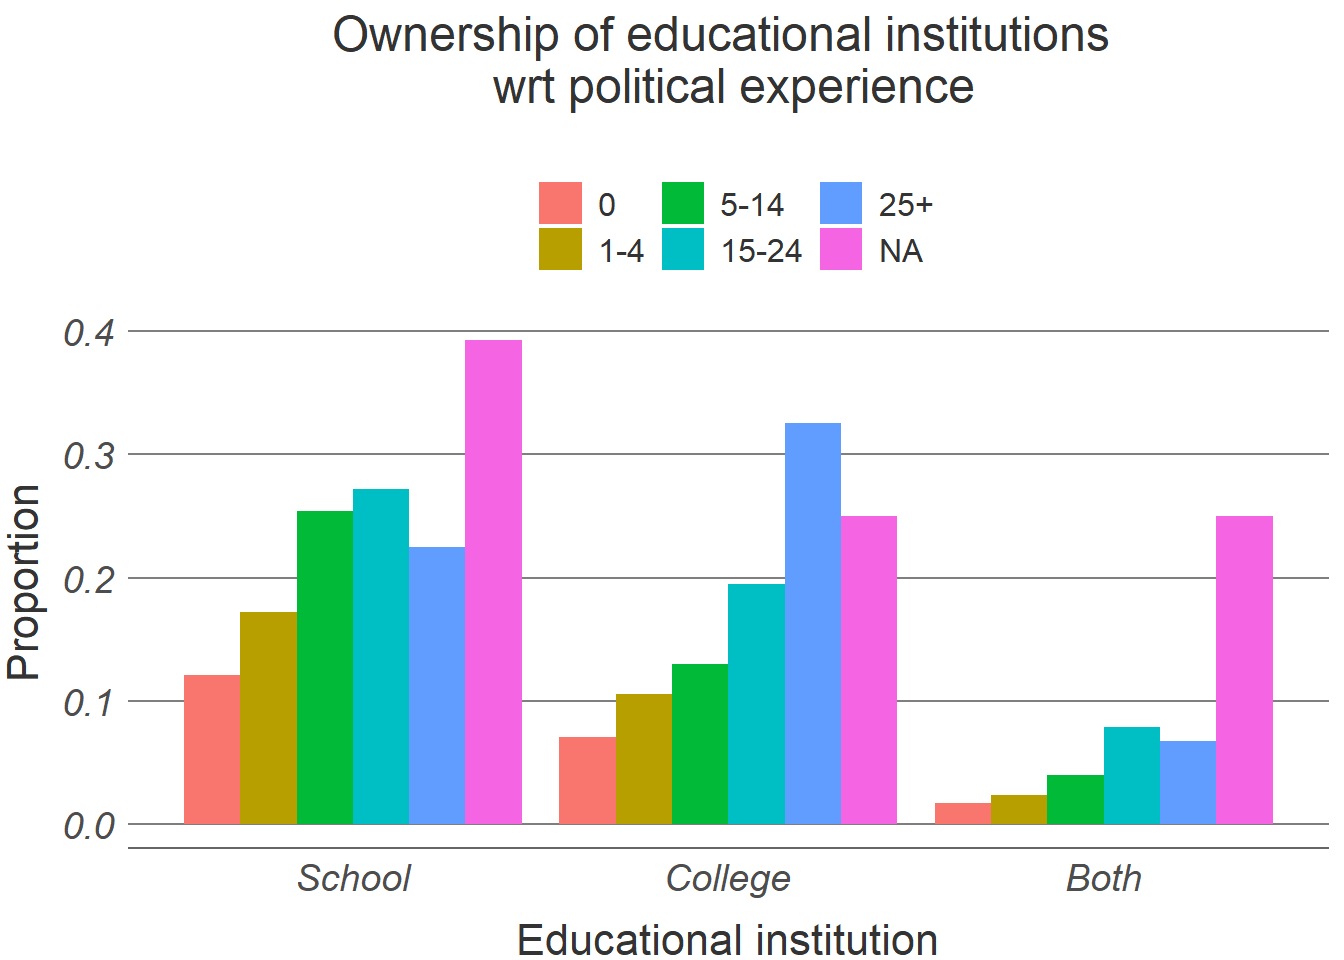 Ownership of educational institutions
wrt political experience
0 5-14 25+
1-4 15-24 NA
0.4
0.3
0.2
0.1
0.0
Proportion
School College Both
Educational institution